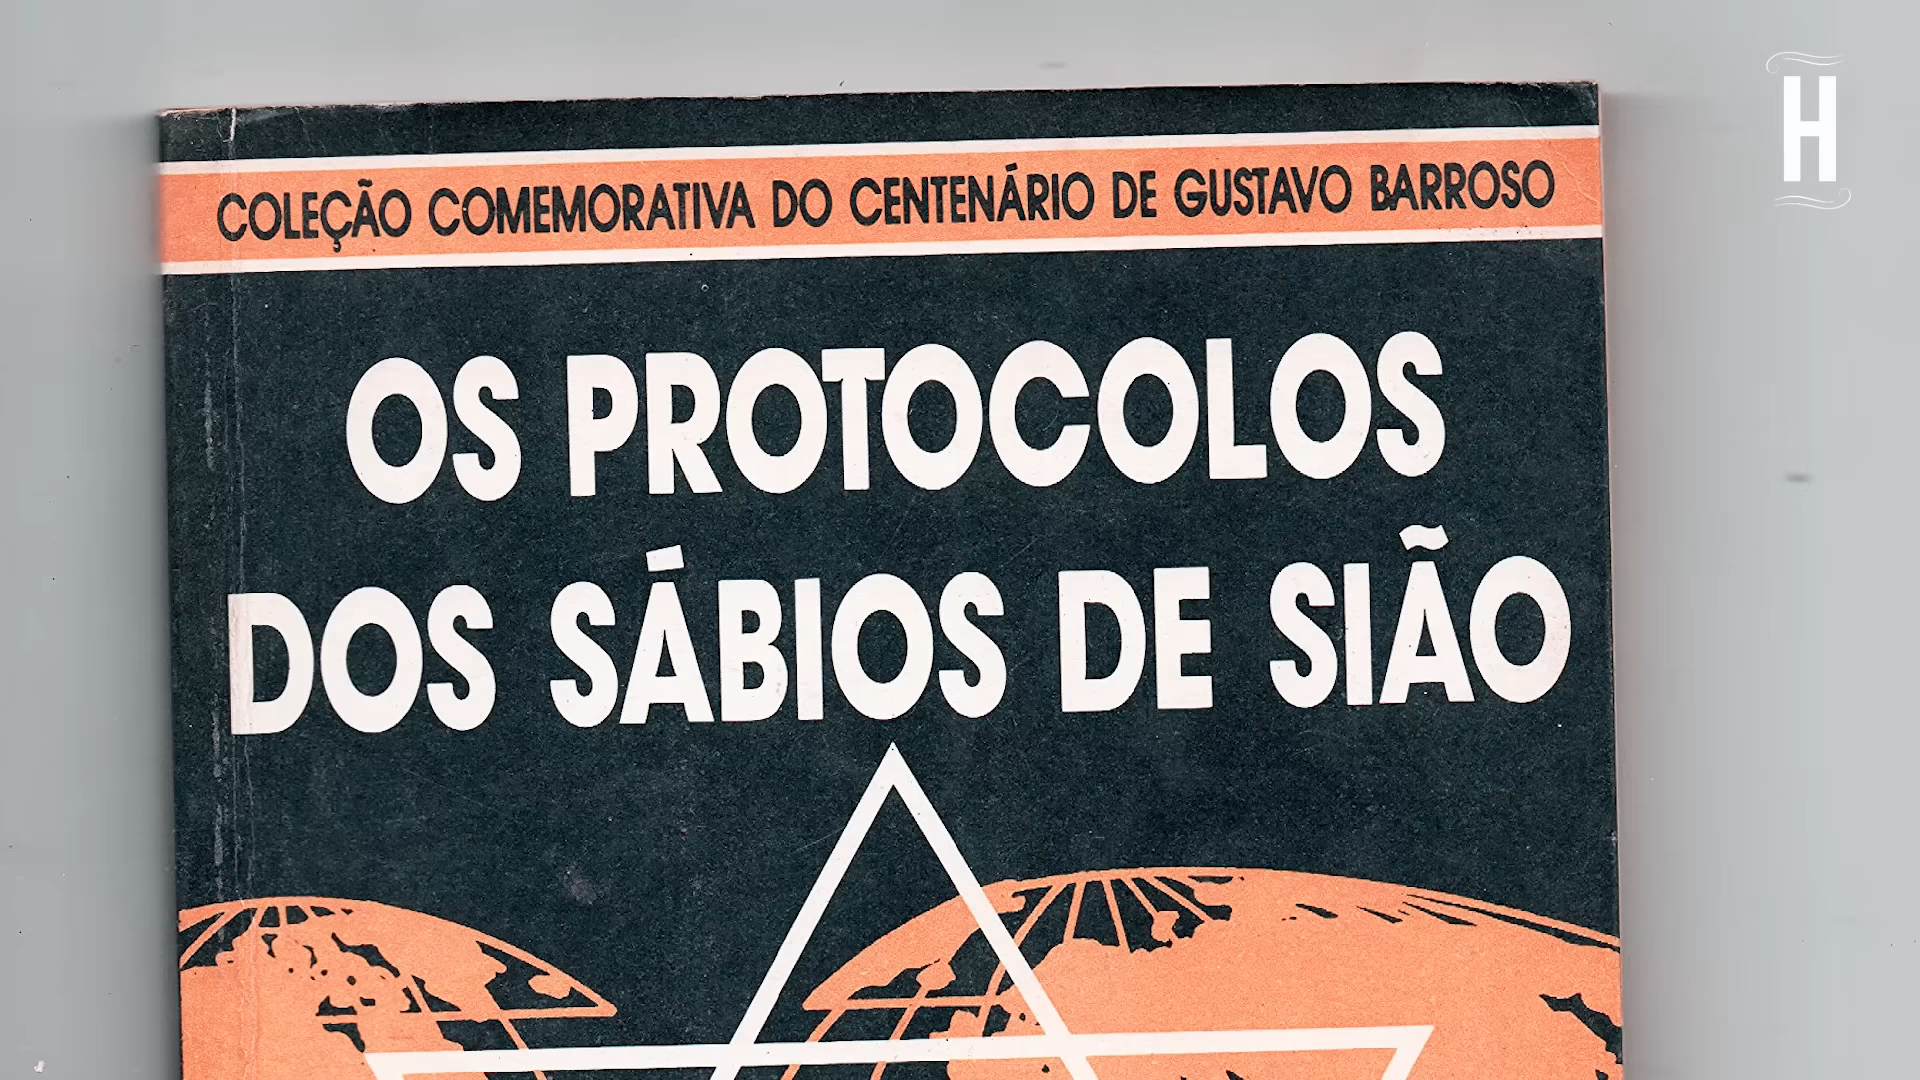 COLEÇÃO COMEMORATIVA DO CENTENÁRIO DE GUSTAVO BARROSO
OS PROTOCOLOS
DOS SÁBIOS DE SIÃO
H